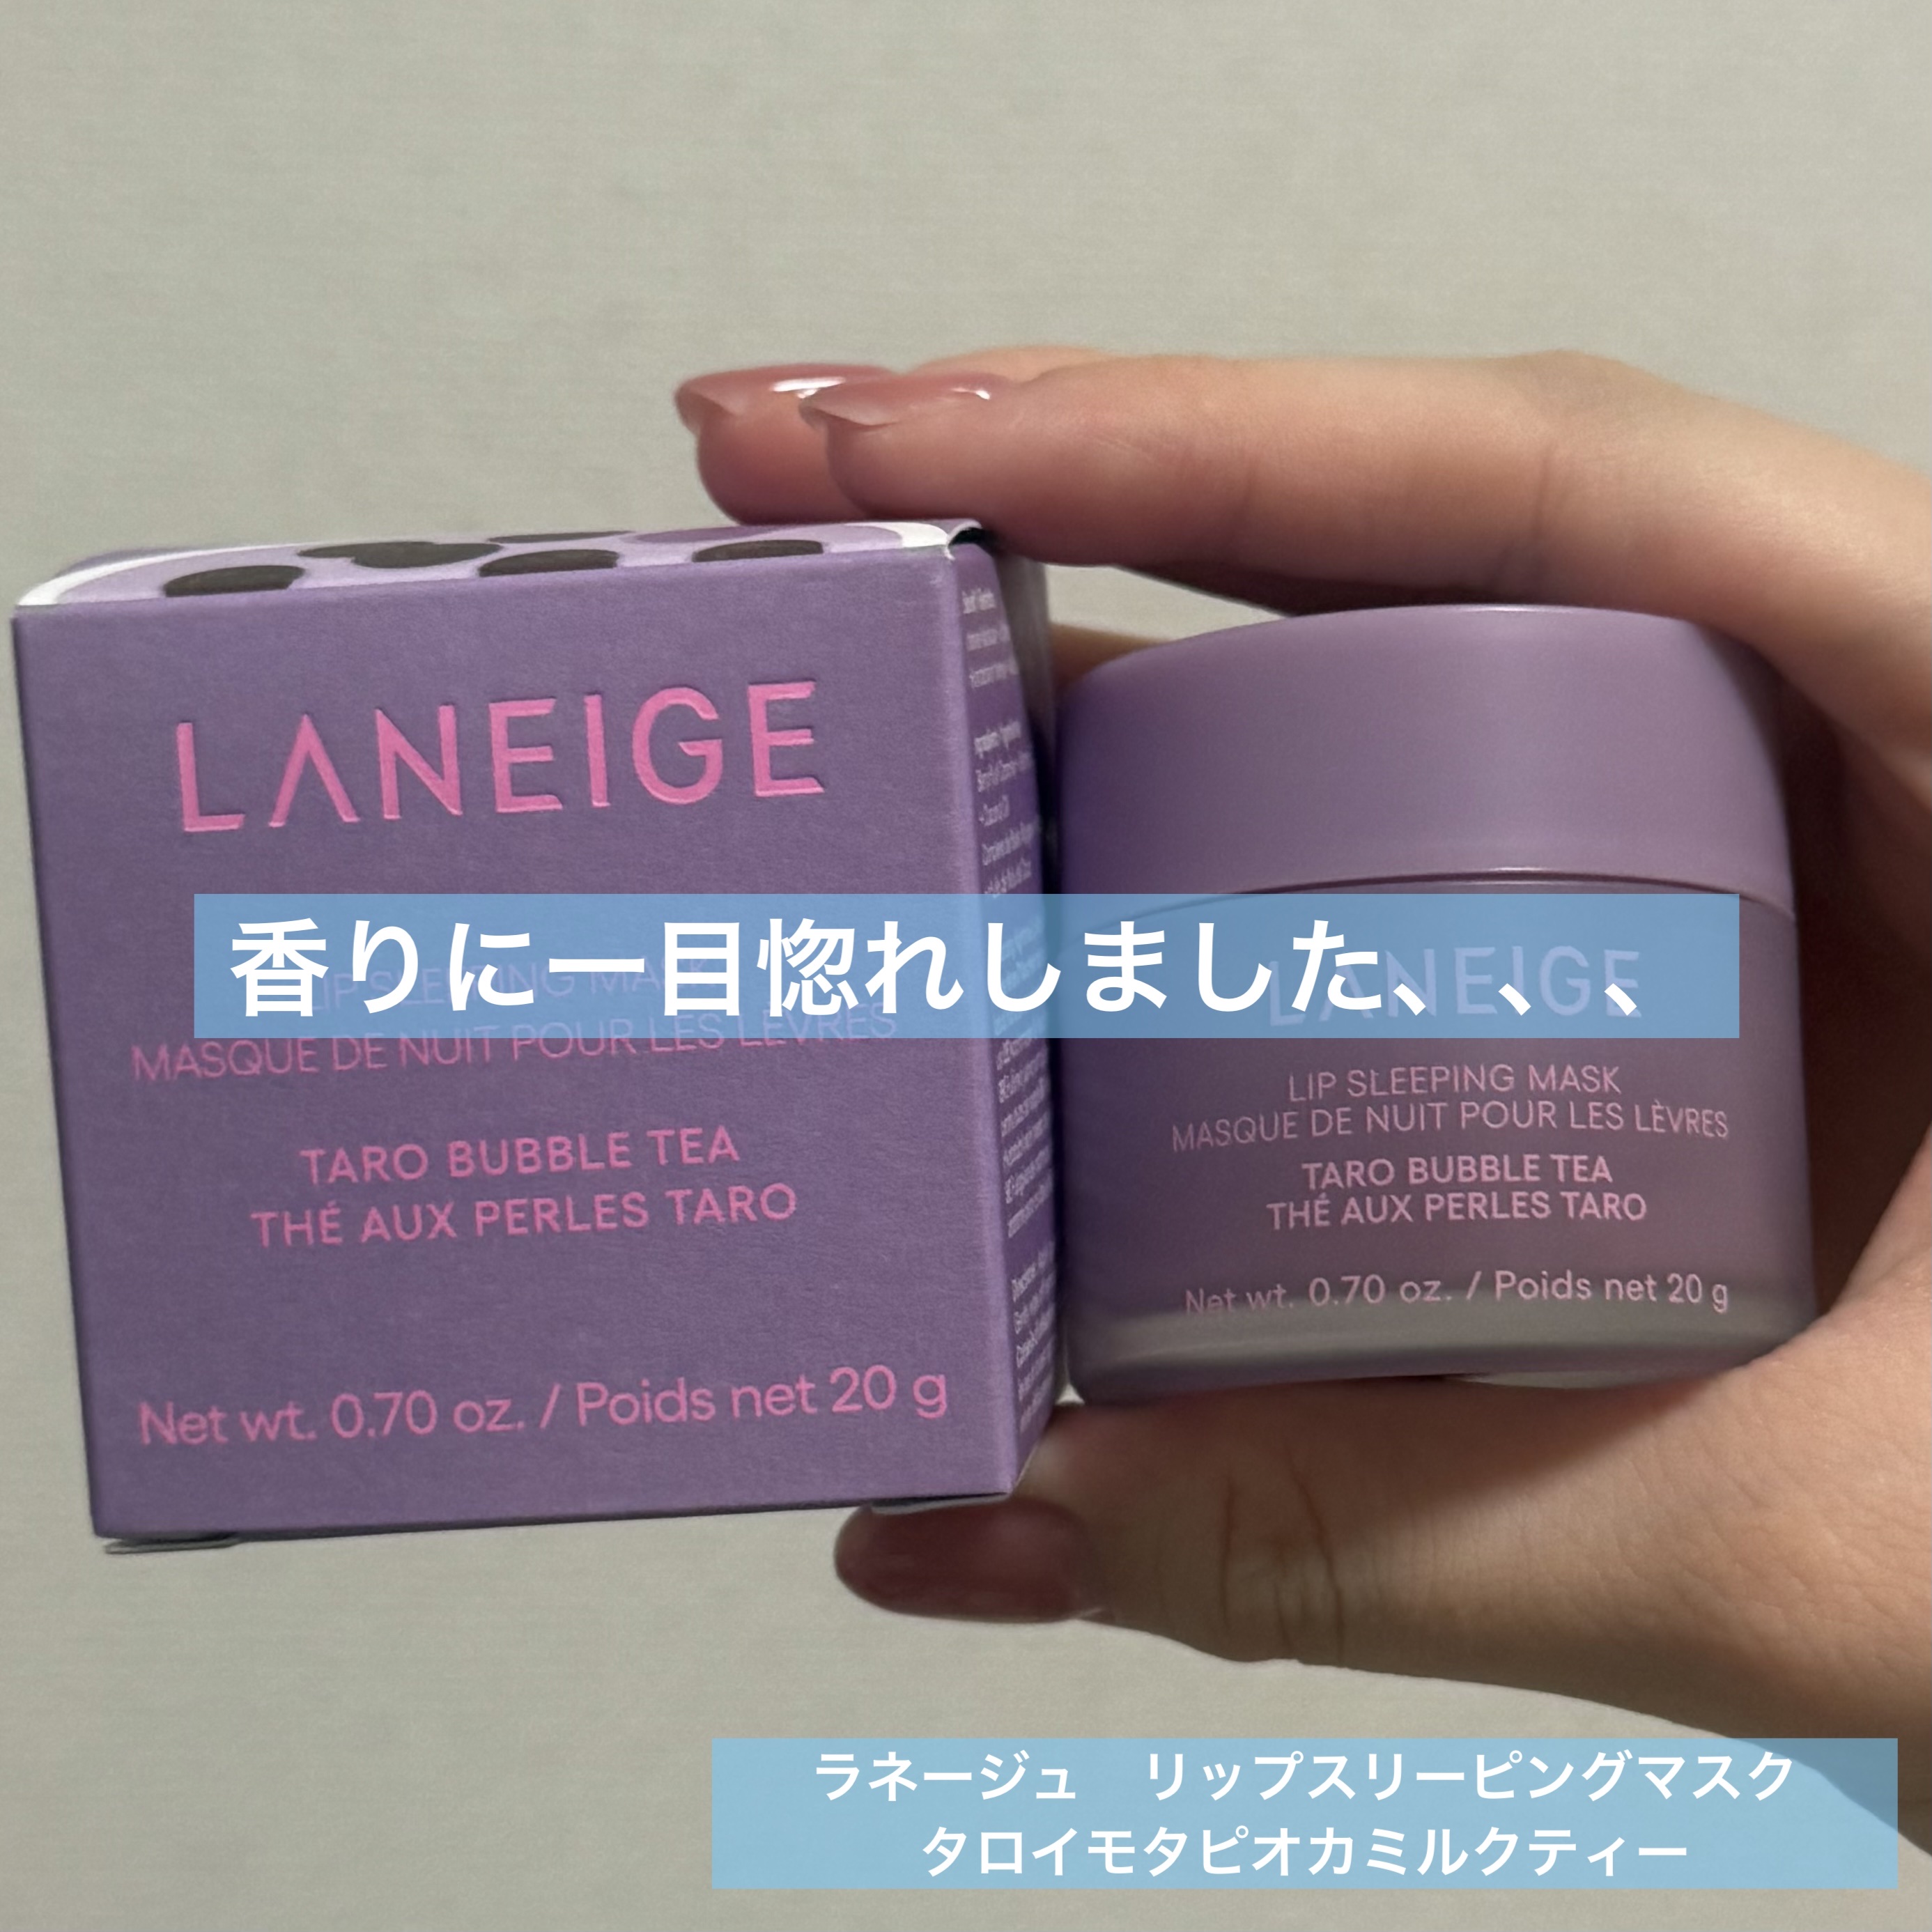 LANEIGE
LIP SLEEPING MASK
MASQUE DE NUIT POUR LES LÈVRES
TARO BUBBLE TEA
THÉ AUX PERLES TARO
Net wt. 0.70 oz. / Poids net 20 g
香りに一目惚れしました、、、
LANEIGE
LIP SLEEPING MASK
MASQUE DE NUIT POUR LES LÈVRES
TARO BUBBLE TEA
THÉ AUX PERLES TARO
Net wt. 0.70 oz. / Poids net 20 g
ラネージュ　リップスリーピングマスク
タロイモタピオカミルクティー